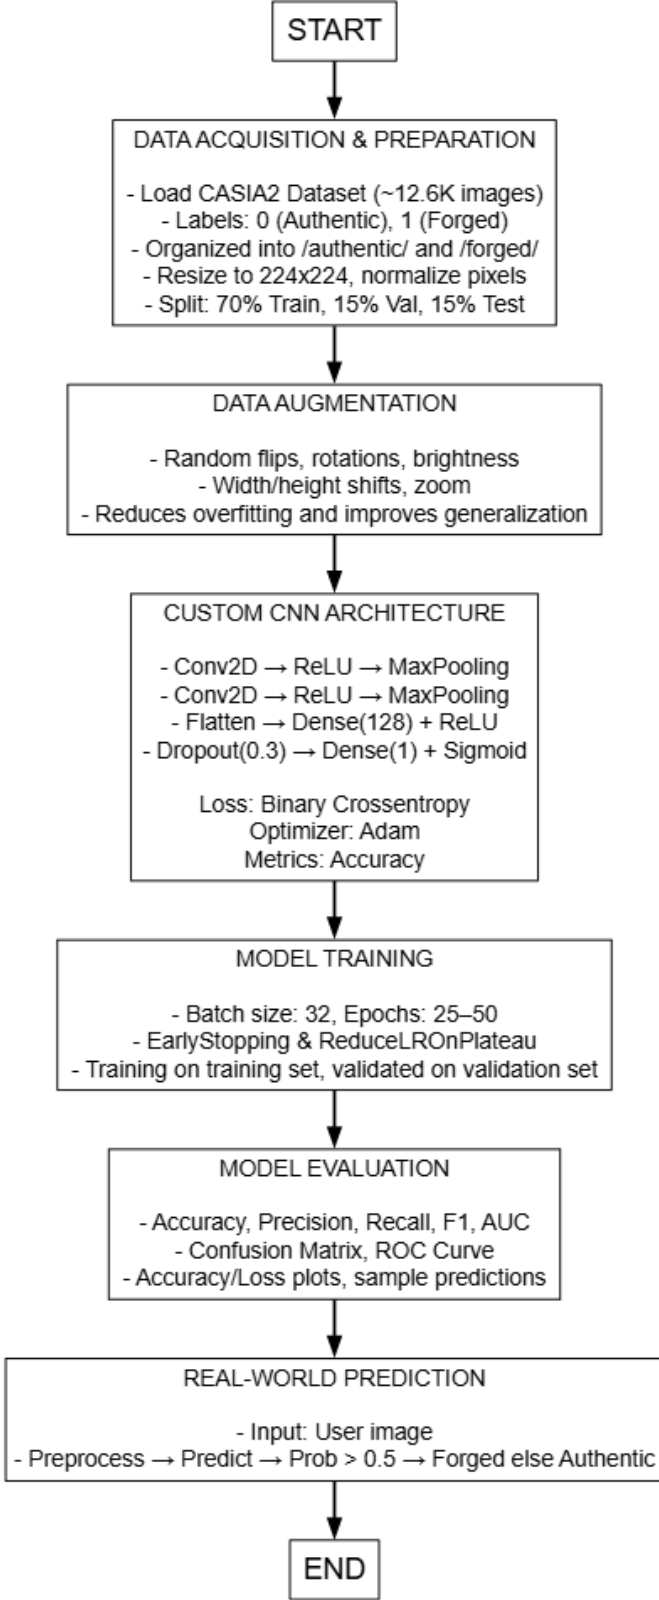 START
DATA ACQUISITION & PREPARATION
- Load CASIA2 Dataset (~12.6K images)
- Labels: 0 (Authentic), 1 (Forged)
- Organized into /authentic/ and /forged/
- Resize to 224x224, normalize pixels
- Split: 70% Train, 15% Val, 15% Test
DATA AUGMENTATION
- Random flips, rotations, brightness
- Width/height shifts, zoom
- Reduces overfitting and improves generalization
CUSTOM CNN ARCHITECTURE
- Conv2D → ReLU → MaxPooling
- Conv2D → ReLU → MaxPooling
- Flatten → Dense(128) + ReLU
- Dropout(0.3) → Dense(1) + Sigmoid
Loss: Binary Crossentropy
Optimizer: Adam
Metrics: Accuracy
MODEL TRAINING
- Batch size: 32, Epochs: 25–50
- EarlyStopping & ReduceLROnPlateau
- Training on training set, validated on validation set
MODEL EVALUATION
- Accuracy, Precision, Recall, F1, AUC
- Confusion Matrix, ROC Curve
- Accuracy/Loss plots, sample predictions
REAL-WORLD PREDICTION
- Input: User image
- Preprocess → Predict → Prob > 0.5 → Forged else Authentic
END